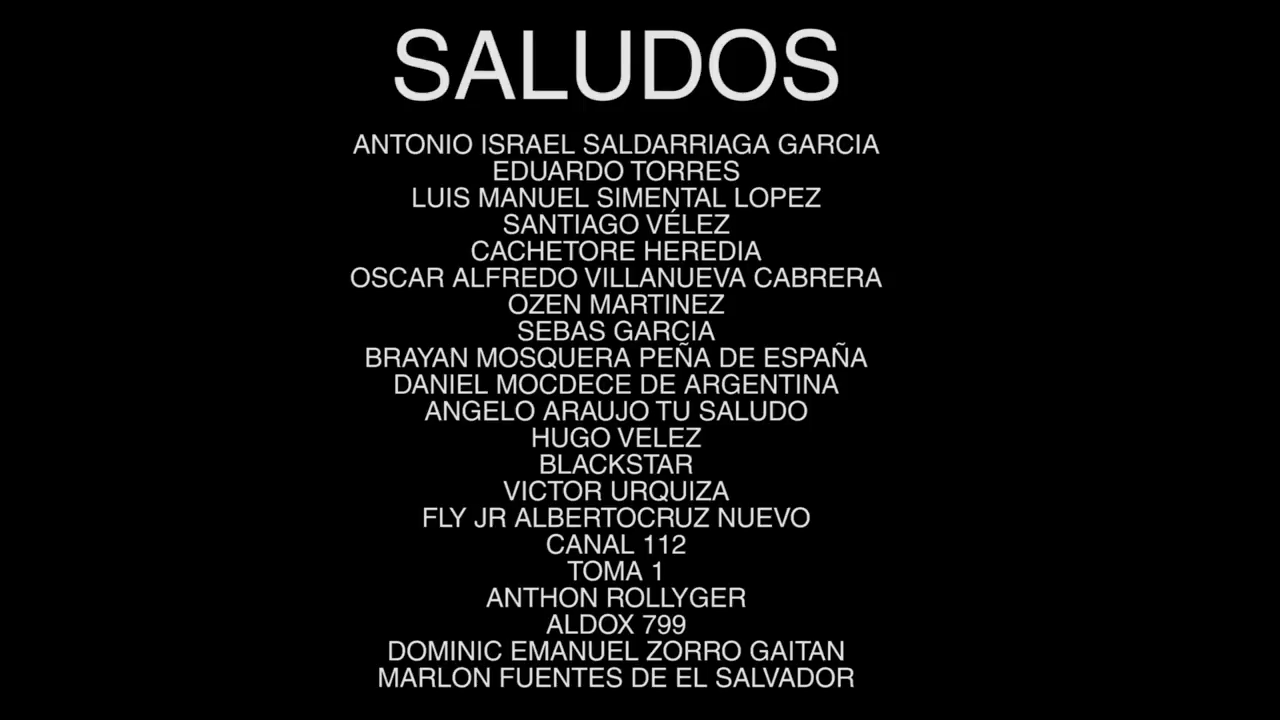 SALUDOS
ANTONIO ISRAEL SALDARRIAGA GARCIA
EDUARDO TORRES
LUIS MANUEL SIMENTAL LOPEZ
SANTIAGO VÉLEZ
CACHETORE HEREDIA
OSCAR ALFREDO VILLANUEVA CABRERA
OZEN MARTINEZ
SEBAS GARCIA
BRAYAN MOSQUERA PEÑA DE ESPAÑA
DANIEL MOCDECE DE ARGENTINA
ANGELO ARAUJO TU SALUDO
HUGO VELEZ
BLACKSTAR
VICTOR URQUIZA
FLY JR ALBERTOCRUZ NUEVO
CANAL 112
TOMA 1
ANTHON ROLLYGER
ALDOX 799
DOMINIC EMANUEL ZORRO GAITAN
MARLON FUENTES DE EL SALVADOR